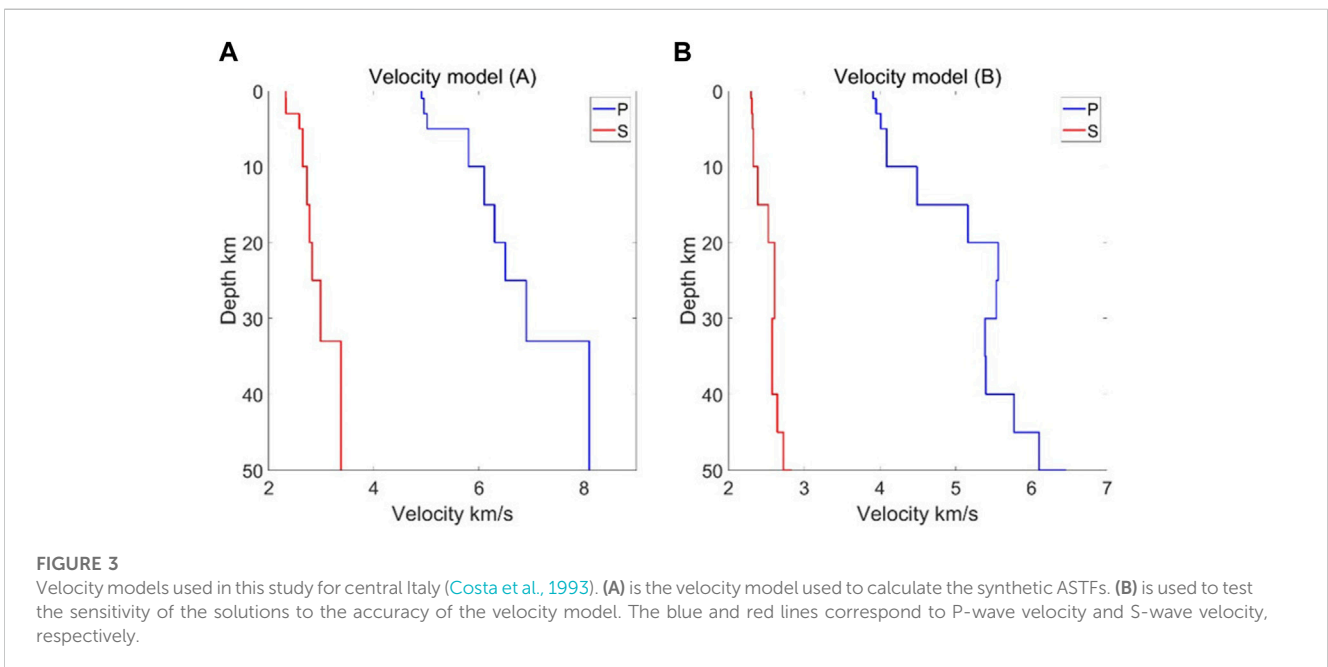 A
B
Velocity model (A)
Velocity model (B)
P
S
P
S
0
10
20
30
40
50
Depth km
2
4
6
8
Velocity km/s
0
10
20
30
40
50
Depth km
2
3
4
5
6
7
Velocity km/s
FIGURE 3
Velocity models used in this study for central Italy (Costa et al., 1993). (A) is the velocity model used to calculate the synthetic ASTFs. (B) is used to test
the sensitivity of the solutions to the accuracy of the velocity model. The blue and red lines correspond to P-wave velocity and S-wave velocity,
respectively.